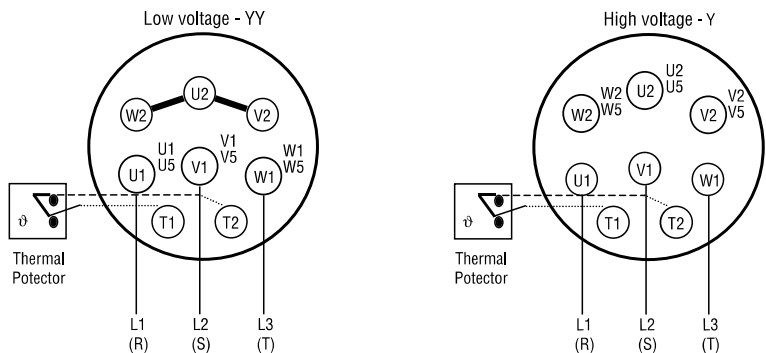 Low voltage - YY
U2
W2
V2
U1
U1
U5
V1
V1
V5
W1
W1
W5
T1
T2
ϑ
Thermal
Potector
L1
(R)
L2
(S)
L3
(T)
High voltage - Y
U2
U2
U5
W2
W2
W5
V2
V2
V5
U1
V1
W1
T1
T2
ϑ
Thermal
Potector
L1
(R)
L2
(S)
L3
(T)